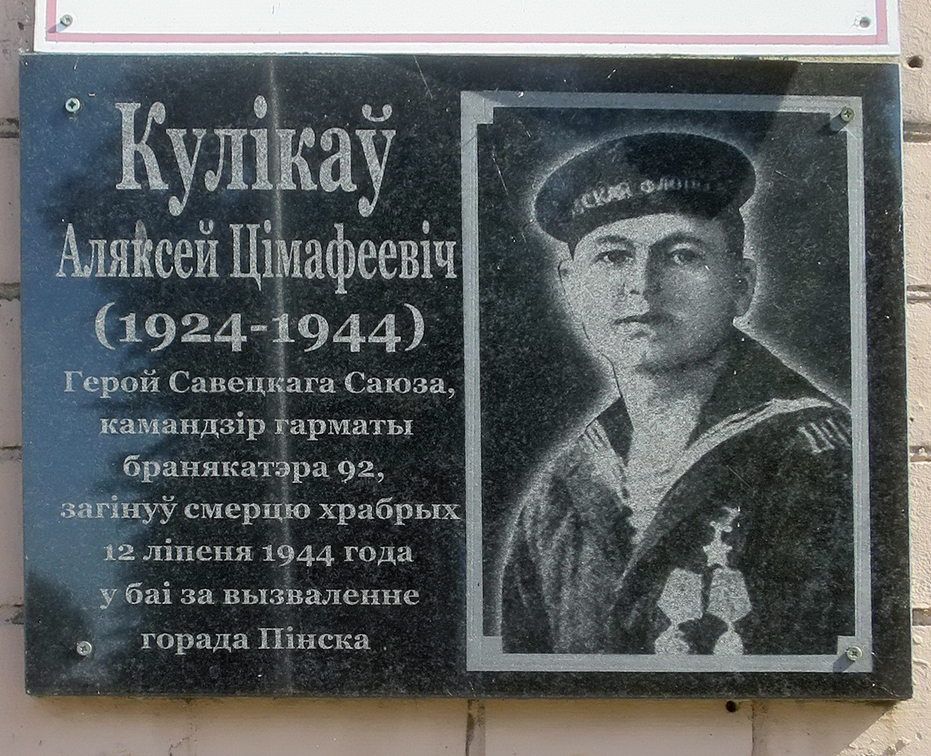 Кулікаў
Аляксей Цімафеевіч
(1924-1944)
Герой Савецкага Саюза,
камандзір гарматы
бранякатэра 92,
загінуў смерцю храбрых
12 ліпеня 1944 года
у баі за вызваленне
горада Пінска